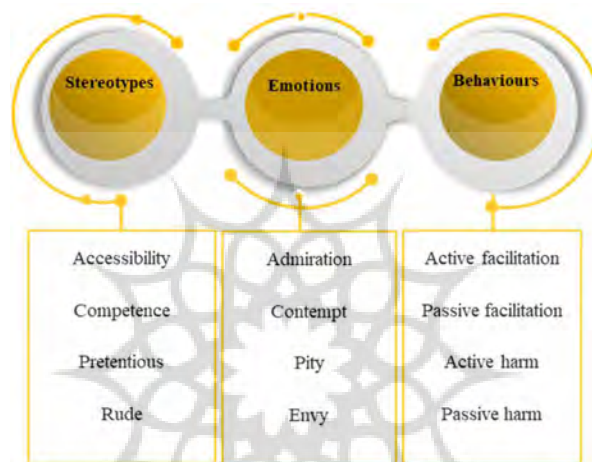 Stereotypes
Emotions
Behaviours
Accessibility
Competence
Pretentious
Rude
Admiration
Contempt
Pity
Envy
Active facilitation
Passive facilitation
Active harm
Passive harm